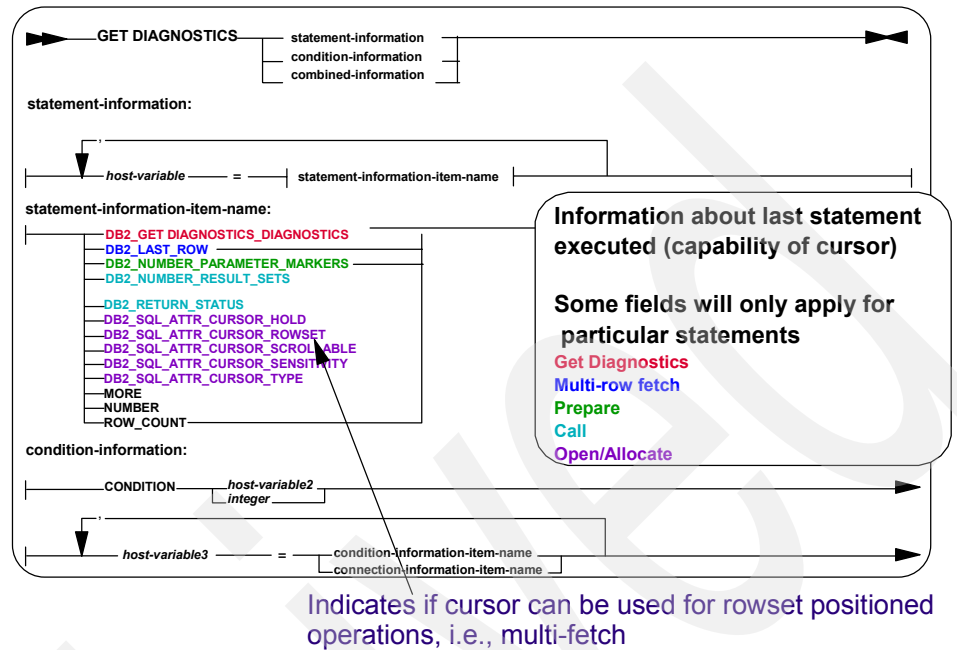 GET DIAGNOSTICS statement-information
condition-information
combined-information
statement-information:
,
host-variable = statement-information-item-name
statement-information-item-name:
DB2_GET DIAGNOSTICS_DIAGNOSTICS
DB2_LAST_ROW
DB2_NUMBER_PARAMETER_MARKERS
DB2_NUMBER_RESULT_SETS
DB2_RETURN_STATUS
DB2_SQL_ATTR_CURSOR_HOLD
DB2_SQL_ATTR_CURSOR_ROWSET
DB2_SQL_ATTR_CURSOR_SCROLLABLE
DB2_SQL_ATTR_CURSOR_SENSITIVITY
DB2_SQL_ATTR_CURSOR_TYPE
MORE
NUMBER
ROW_COUNT
Information about last statement
executed (capability of cursor)
Some fields will only apply for
particular statements
Get Diagnostics
Multi-row fetch
Prepare
Call
Open/Allocate
condition-information:
CONDITION host-variable2
integer
,
host-variable3 = condition-information-item-name
connection-information-item-name
Indicates if cursor can be used for rowset positioned
operations, i.e., multi-fetch